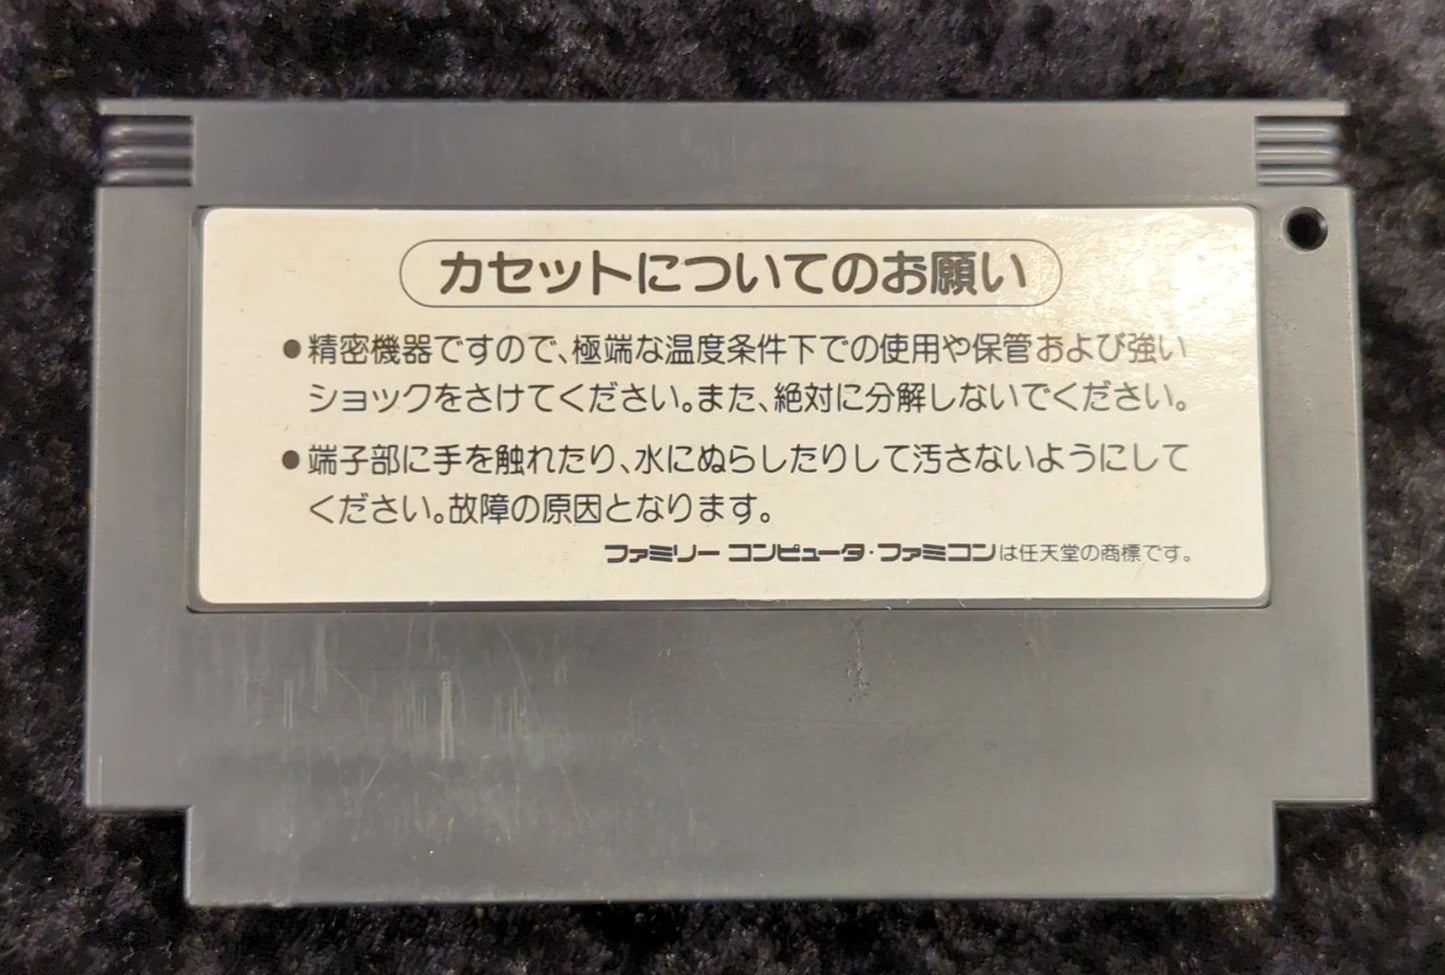 カセットについてのお願い
●精密機器ですので、極端な温度条件下での使用や保管および強い
ショックをさけてください。また、絶対に分解しないでください。
●端子部に手を触れたり、水にぬらしたりして汚さないようにして
ください。故障の原因となります。
ファミリー コンピュータ・ファミコンは任天堂の商標です。